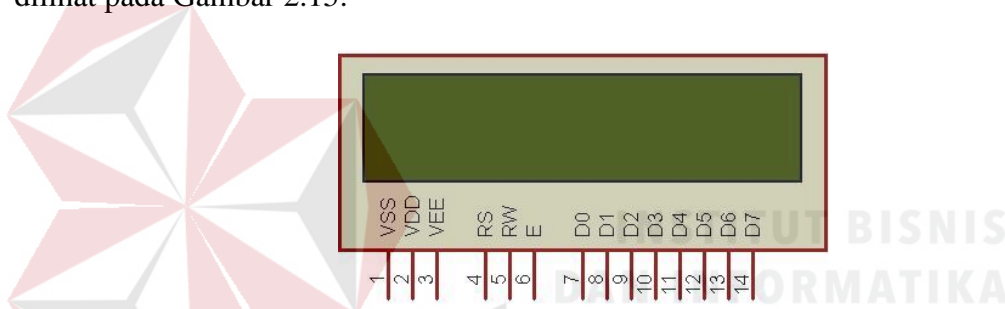 dilihat pada Gambar 2.13.
VSS VDD VEE RS RW E D0 D1 D2 D3 D4 D5 D6 D7
1 2 3 4 5 6 7 8 9 10 11 12 13 14
INSTITUT BISNIS
DAN INFORMATIKA